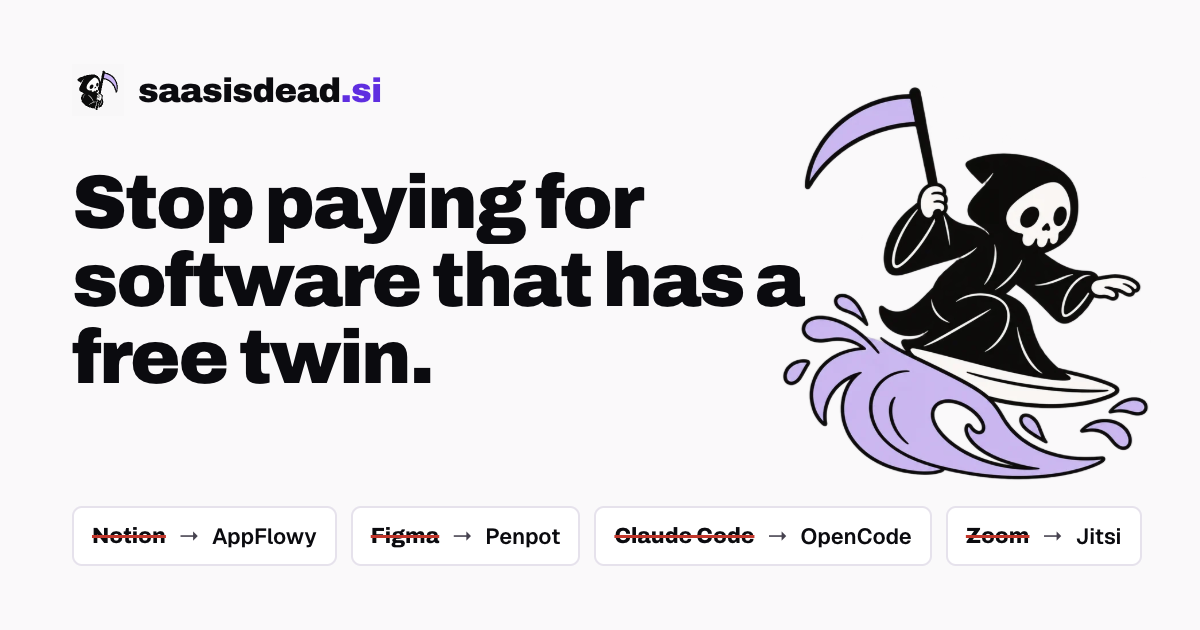 saasisdead.si
Stop paying for
software that has a
free twin.
Notion → AppFlowy
Figma → Penpot
Claude Code → OpenCode
Zoom → Jitsi